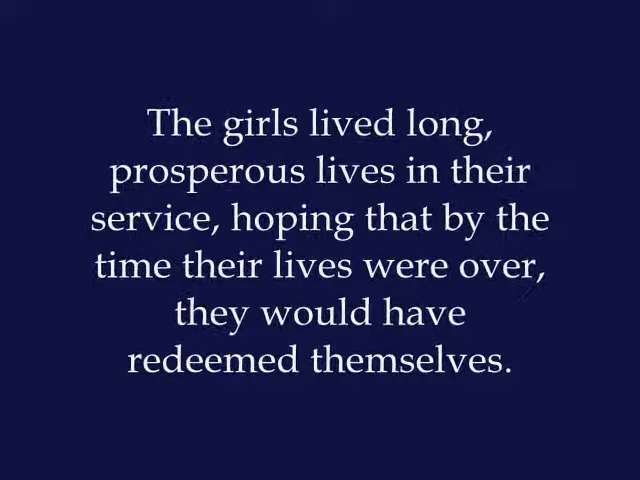 The girls lived long,
prosperous lives in their
service, hoping that by the
time their lives were over,
they would have
redeemed themselves.